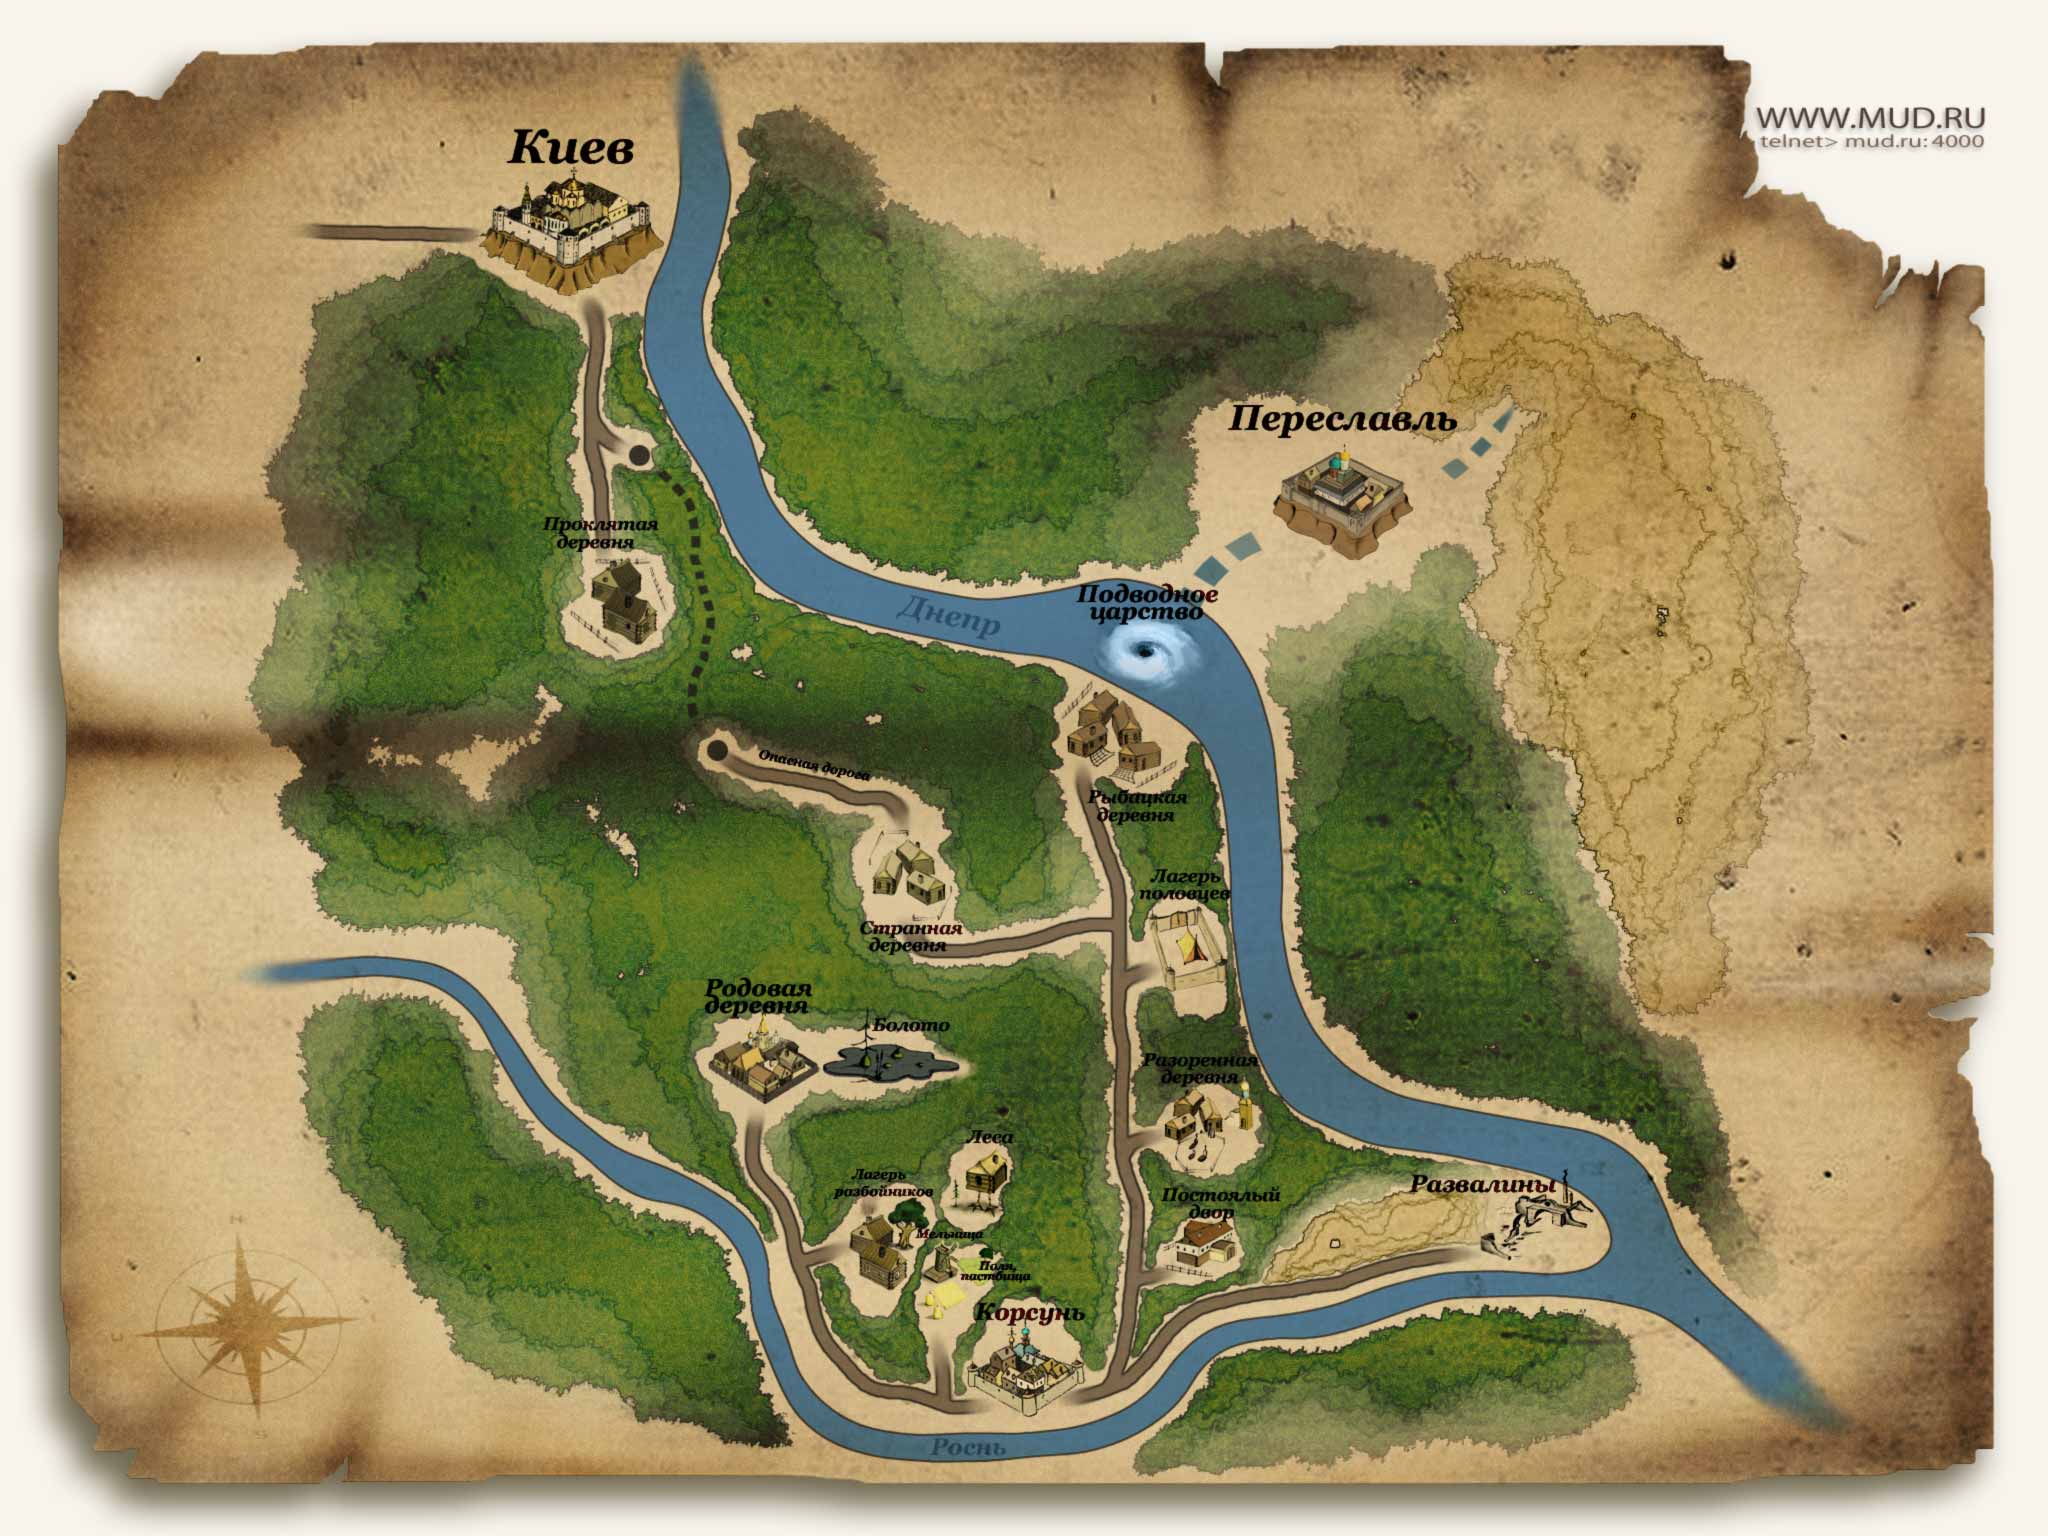 WWW.MUD.RU
telnet> mud.ru: 4000
Киев
Переславль
Проклятая
деревня
Подводное
царство
Днепр
Опасная дорога
Рыбацкая
деревня
Лагерь
половцев
Странная
деревня
Родовая
деревня
Болото
Разоренная
деревня
Леса
Лагерь
разбойников
Развалины
Постоялый
двор
Мельница
Поля,
пастбища
Корсунь
Роснь
N